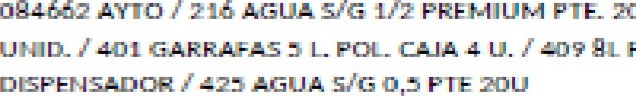 084662 AYTO / 216 AGUA S/G 1/2 PREMIUM PTE. 20
UNID. / 401 GARRAFAS 5 L. POL. CAJA 4 U. / 409 8L
DISPENSADOR / 425 AGUA S/G 0,5 PTE 20U